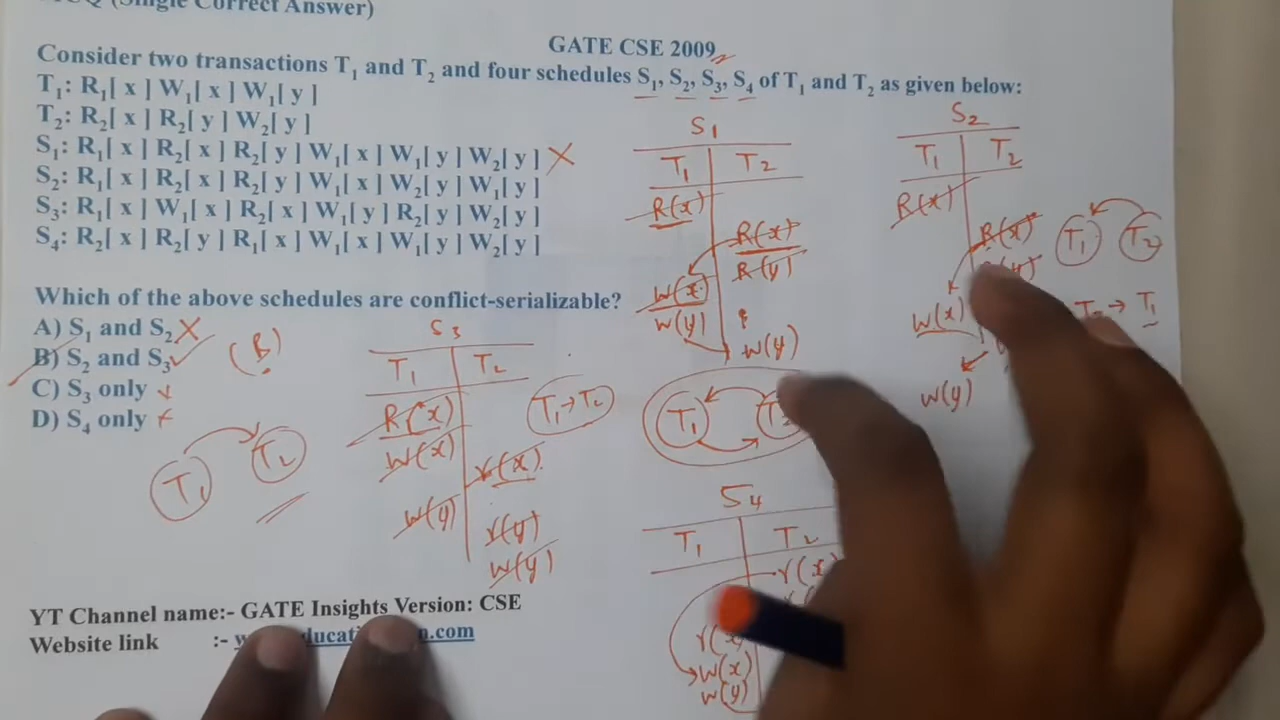 (Single Correct Answer)
GATE CSE 2009
Consider two transactions T1 and T2 and four schedules S1, S2, S3, S4 of T1 and T2 as given below:
T1: R1[ x ] W1[ x ] W1[ y ]
T2: R2[ x ] R2[ y ] W2[ y ]
S1: R1[ x ] R2[ x ] R2[ y ] W1[ x ] W1[ y ] W2[ y ]
S2: R1[ x ] R2[ x ] R2[ y ] W1[ x ] W2[ y ] W1[ y ]
S3: R1[ x ] W1[ x ] R2[ x ] W1[ y ] R2[ y ] W2[ y ]
S4: R2[ x ] R2[ y ] R1[ x ] W1[ x ] W1[ y ] W2[ y ]
Which of the above schedules are conflict-serializable?
A) S1 and S2
B) S2 and S3
C) S3 only
D) S4 only
(B)
T1 T2
S3
T1 T2
R(x)
W(x)
r(x)
w(y)
r(y)
w(y)
T1→T2
S1
T1 T2
R(x)
R(x)
R(y)
W(x)
W(y)
W(y)
T1
S2
T1 T2
R(x)
R(x)
W(x)
W(y)
T1 T2
→ T1
S4
T1 T2
r(x)
W(x)
W(y)
YT Channel name:- GATE Insights Version: CSE
Website link :-